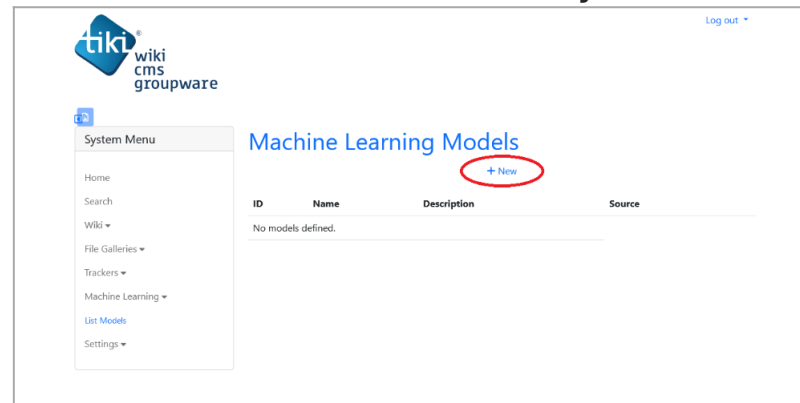 Log out
tiki®
wiki
cms
groupware
System Menu
Home
Search
Wiki
File Galleries
Trackers
Machine Learning
List Models
Settings
Machine Learning Models
+ New
ID Name Description Source
No models defined.